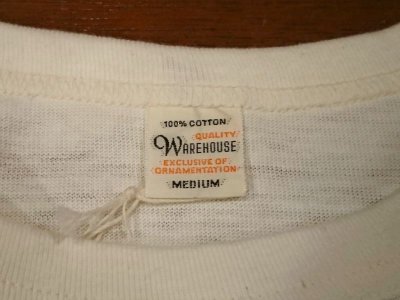 100% COTTON
QUALITY
WAREHOUSE
EXCLUSIVE OF
ORNAMENTATION
MEDIUM